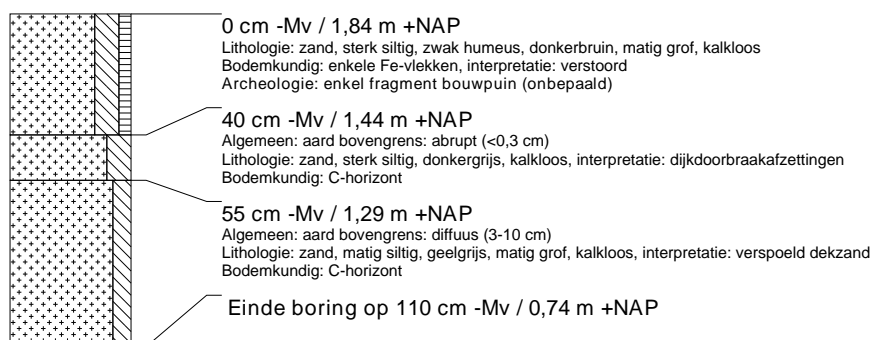 0 cm -Mv / 1,84 m +NAP
Lithologie: zand, sterk siltig, zwak humeus, donkerbruin, matig grof, kalkloos
Bodemkundig: enkele Fe-vlekken, interpretatie: verstoord
Archeologie: enkel fragment bouwpuin (onbepaald)
40 cm -Mv / 1,44 m +NAP
Algemeen: aard bovengrens: abrupt (<0,3 cm)
Lithologie: zand, sterk siltig, donkergrijs, kalkloos, interpretatie: dijkdoorbraakafzettingen
Bodemkundig: C-horizont
55 cm -Mv / 1,29 m +NAP
Algemeen: aard bovengrens: diffuus (3-10 cm)
Lithologie: zand, matig siltig, geelgrijs, matig grof, kalkloos, interpretatie: verspoeld dekzand
Bodemkundig: C-horizont
Einde boring op 110 cm -Mv / 0,74 m +NAP